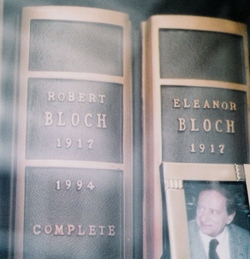 ROBERT
BLOCH
1917
1994
COMPLETE
ELEANOR
BLOCH
1917